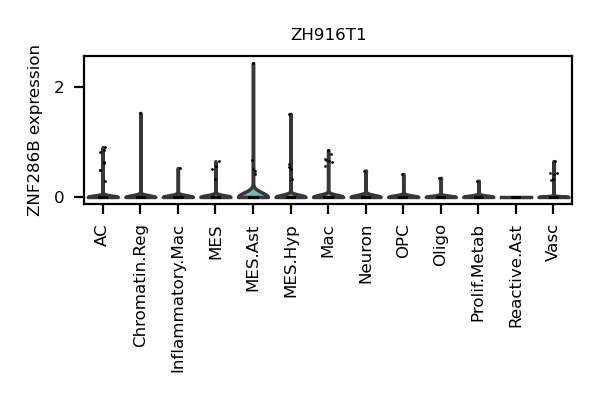 ZH916T1
ZNF286B expression
2
0
AC
Chromatin.Reg
Inflammatory.Mac
MES
MES.Ast
MES.Hyp
Mac
Neuron
OPC
Oligo
Prolif.Metab
Reactive.Ast
Vasc